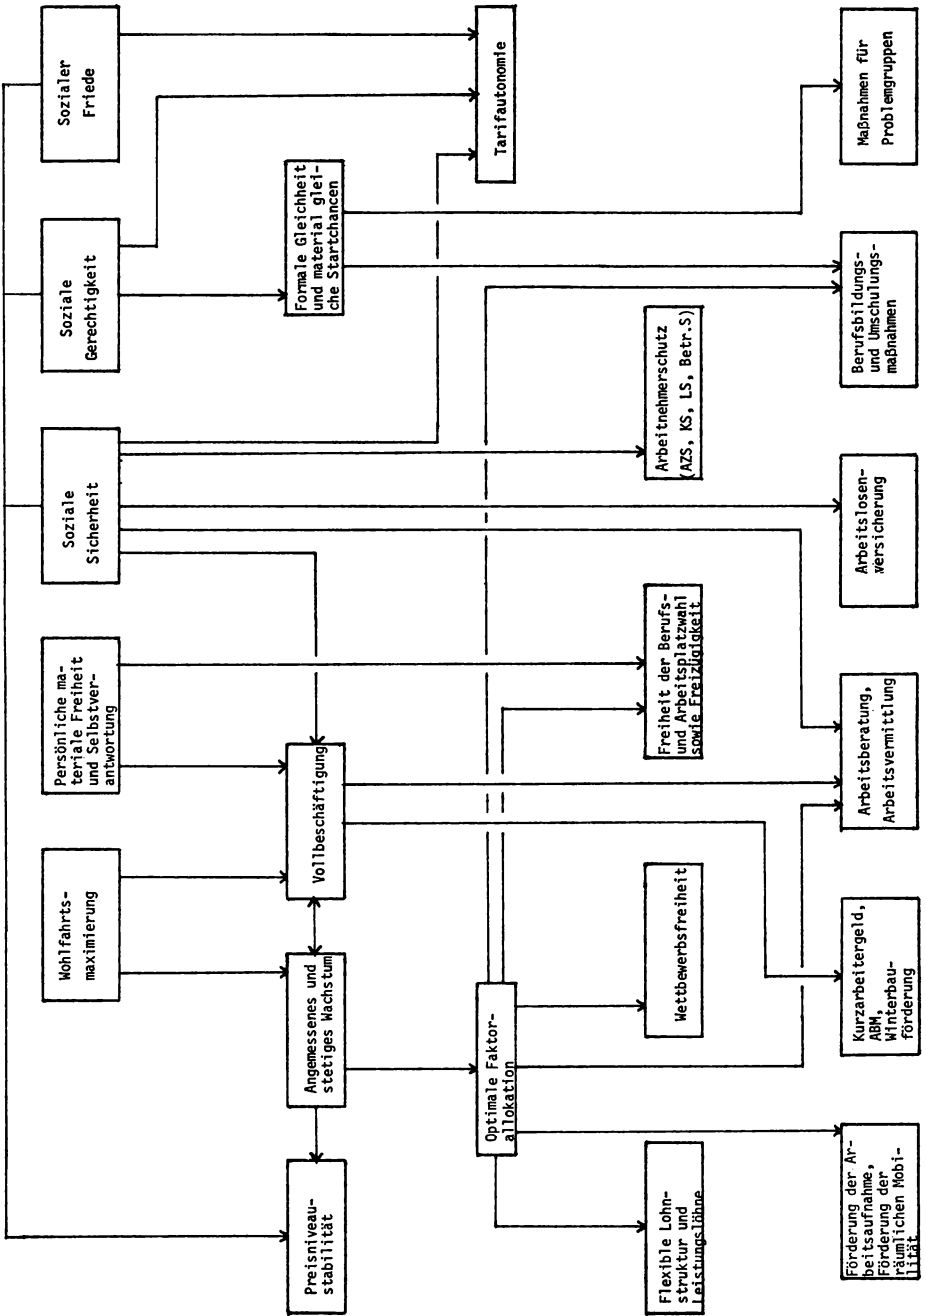 Wohlfahrts-
maximierung
Persönliche ma-
teriale Freiheit
und Selbstver-
antwortung
Soziale
Sicherheit
Soziale
Gerechtigkeit
Sozialer
Friede
Preisniveau-
stabilität
Angemessenes und
stetiges Wachstum
Vollbeschäftigung
Formale Gleichheit
und material glei-
che Startchancen
Optimale Faktor-
allokation
Tarifautonomie
Flexible Lohn-
struktur und
Leistungslöhne
Wettbewerbsfreiheit
Freiheit der Berufs-
und Arbeitsplatzwahl
sowie Freizügigkeit
Arbeitnehmerschutz
(AZS, KS, LS, Betr.S)
Förderung der Ar-
beitsaufnahme,
Förderung der
räumlichen Mobi-
lität
Kurzarbeitergeld,
ABM,
Winterbau-
förderung
Arbeitsberatung,
Arbeitsvermittlung
Arbeitslosen-
versicherung
Berufsbildungs-
und Umschulungs-
maßnahmen
Maßnahmen für
Problemgruppen